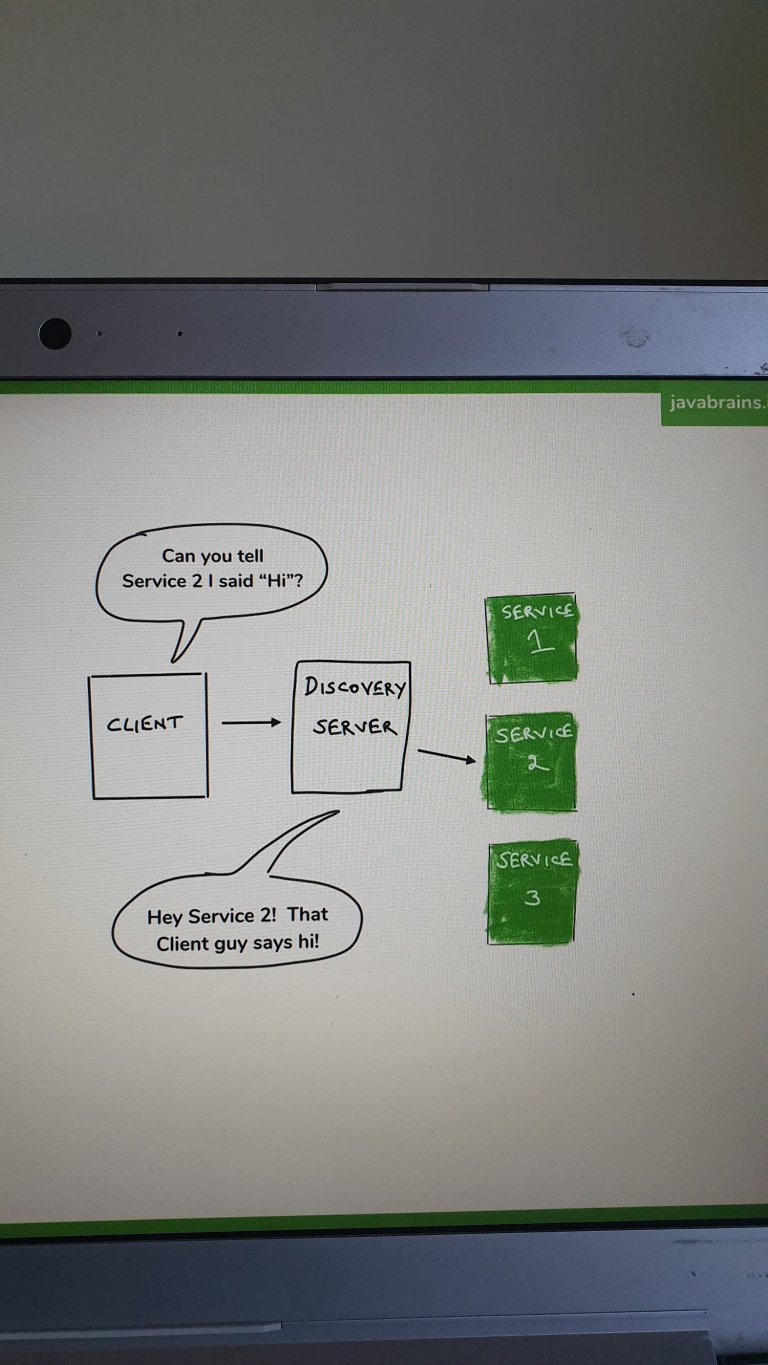 javabrains.
Can you tell
Service 2 I said “Hi”?
CLIENT
DISCOVERY
SERVER
SERVICE
1
SERVICE
2
SERVICE
3
Hey Service 2! That
Client guy says hi!